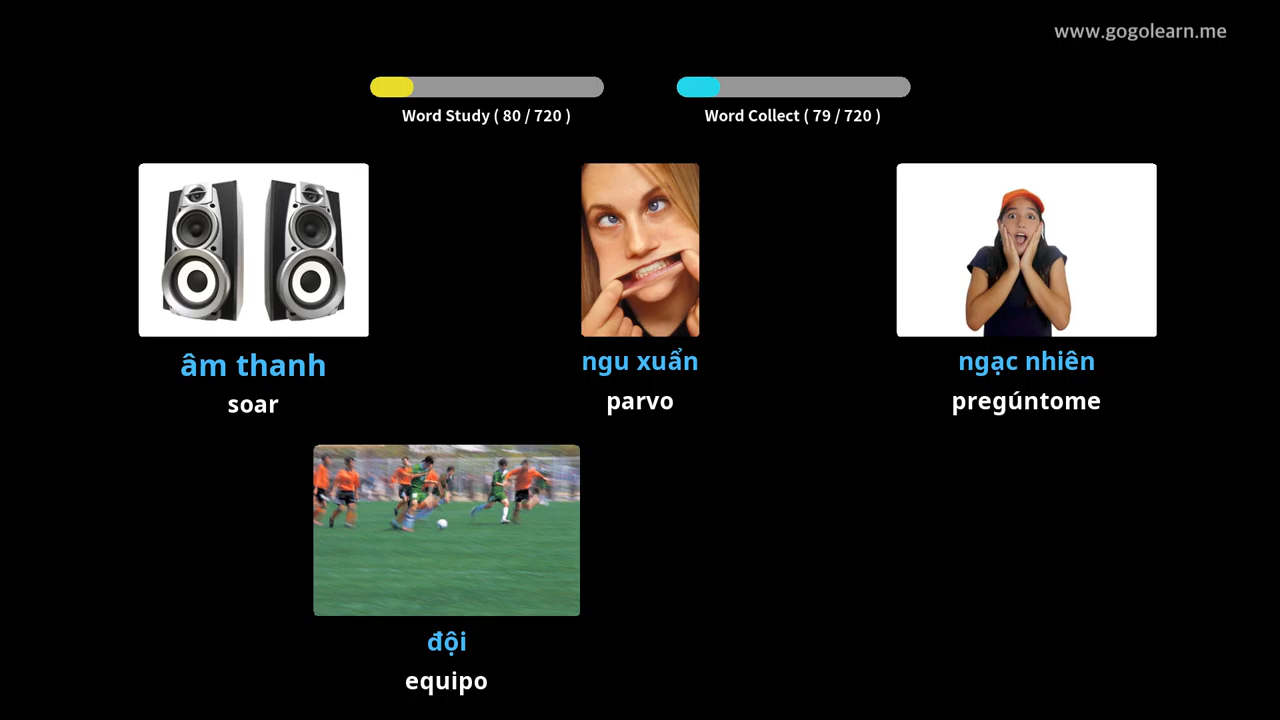 www.gogolearn.me
Word Study ( 80 / 720 )
Word Collect ( 79 / 720 )
âm thanh
soar
ngu xuẩn
parvo
ngạc nhiên
pregúntome
đội
equipo